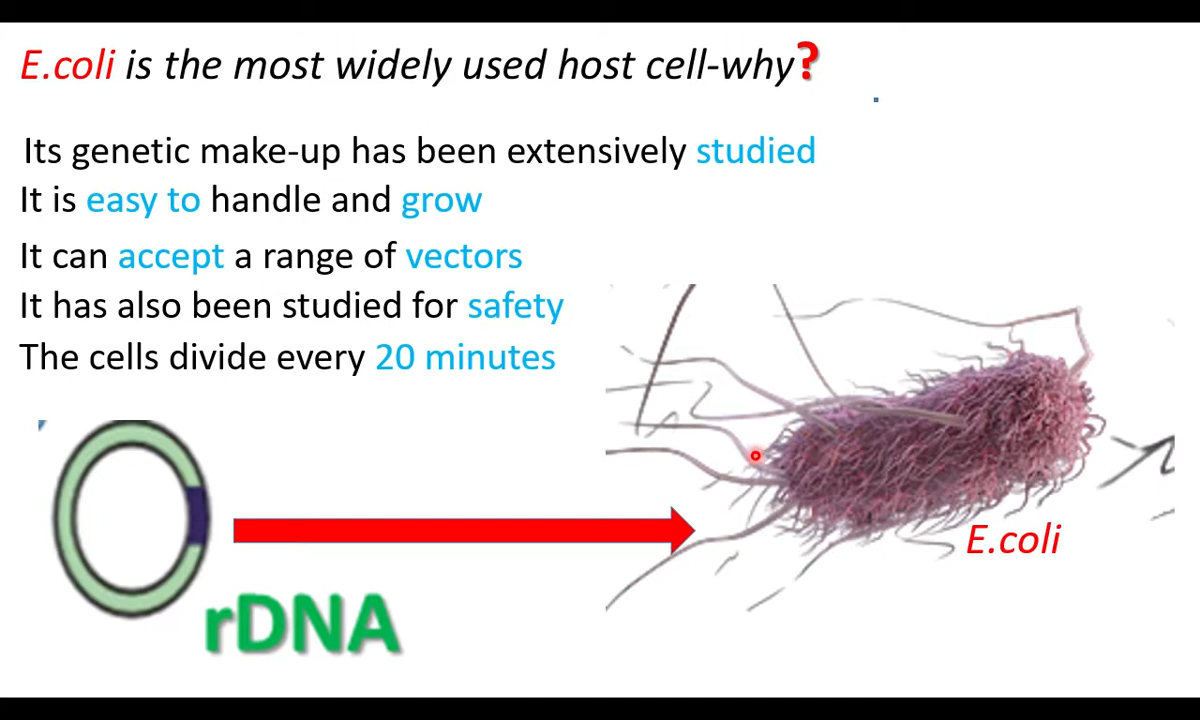 E.coli is the most widely used host cell-why?
Its genetic make-up has been extensively studied
It is easy to handle and grow
It can accept a range of vectors
It has also been studied for safety
The cells divide every 20 minutes
E.coli
rDNA